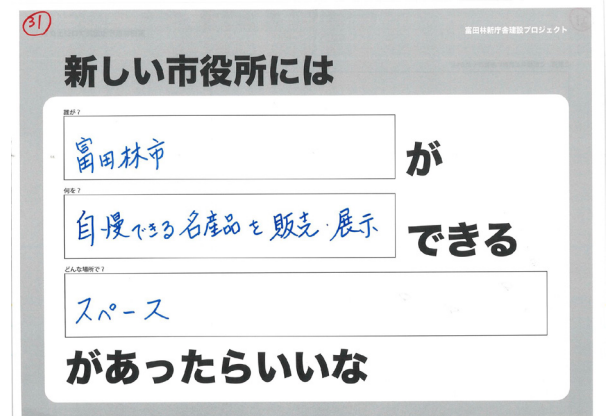 31
富田林新庁舎建設プロジェクト
新しい市役所には
誰が？
富田林市
が
何を？
自慢できる名産品を販売・展示
できる
どんな場所で？
スペース
があったらいいな